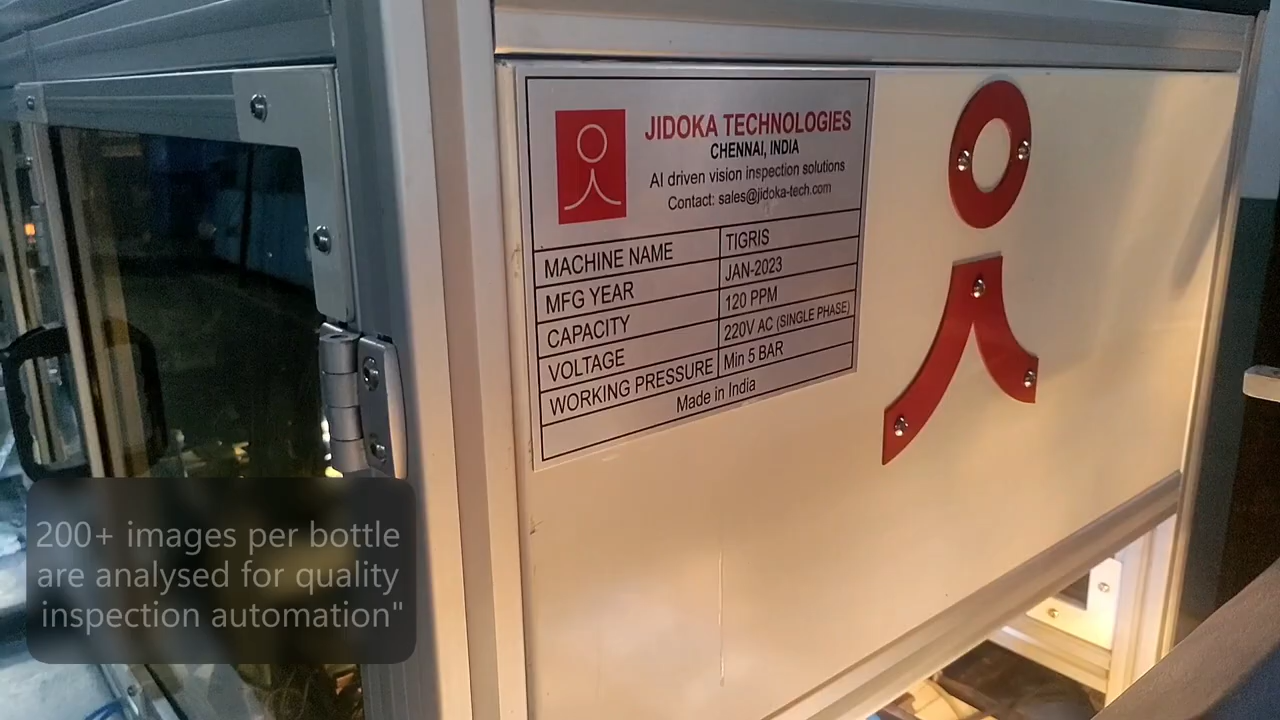 JIDOKA TECHNOLOGIES
CHENNAI, INDIA
AI driven vision inspection solutions
Contact: sales@jidoka-tech.com
MACHINE NAME TIGRIS
MFG YEAR JAN-2023
CAPACITY 120 PPM
VOLTAGE 220V AC (SINGLE PHASE)
WORKING PRESSURE Min 5 BAR
Made in India
200+ images per bottle
are analysed for quality
inspection automation"